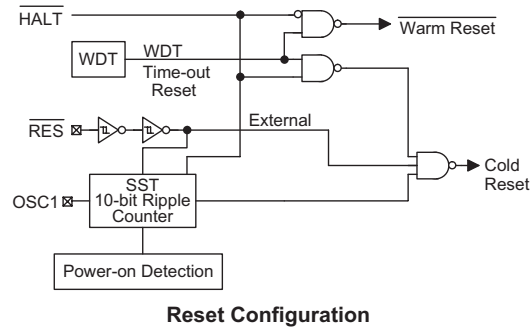 HALT
Warm Reset
WDT
WDT
Time-out
Reset
RES
External
SST
10-bit Ripple
Counter
OSC1
Cold
Reset
Power-on Detection
Reset Configuration